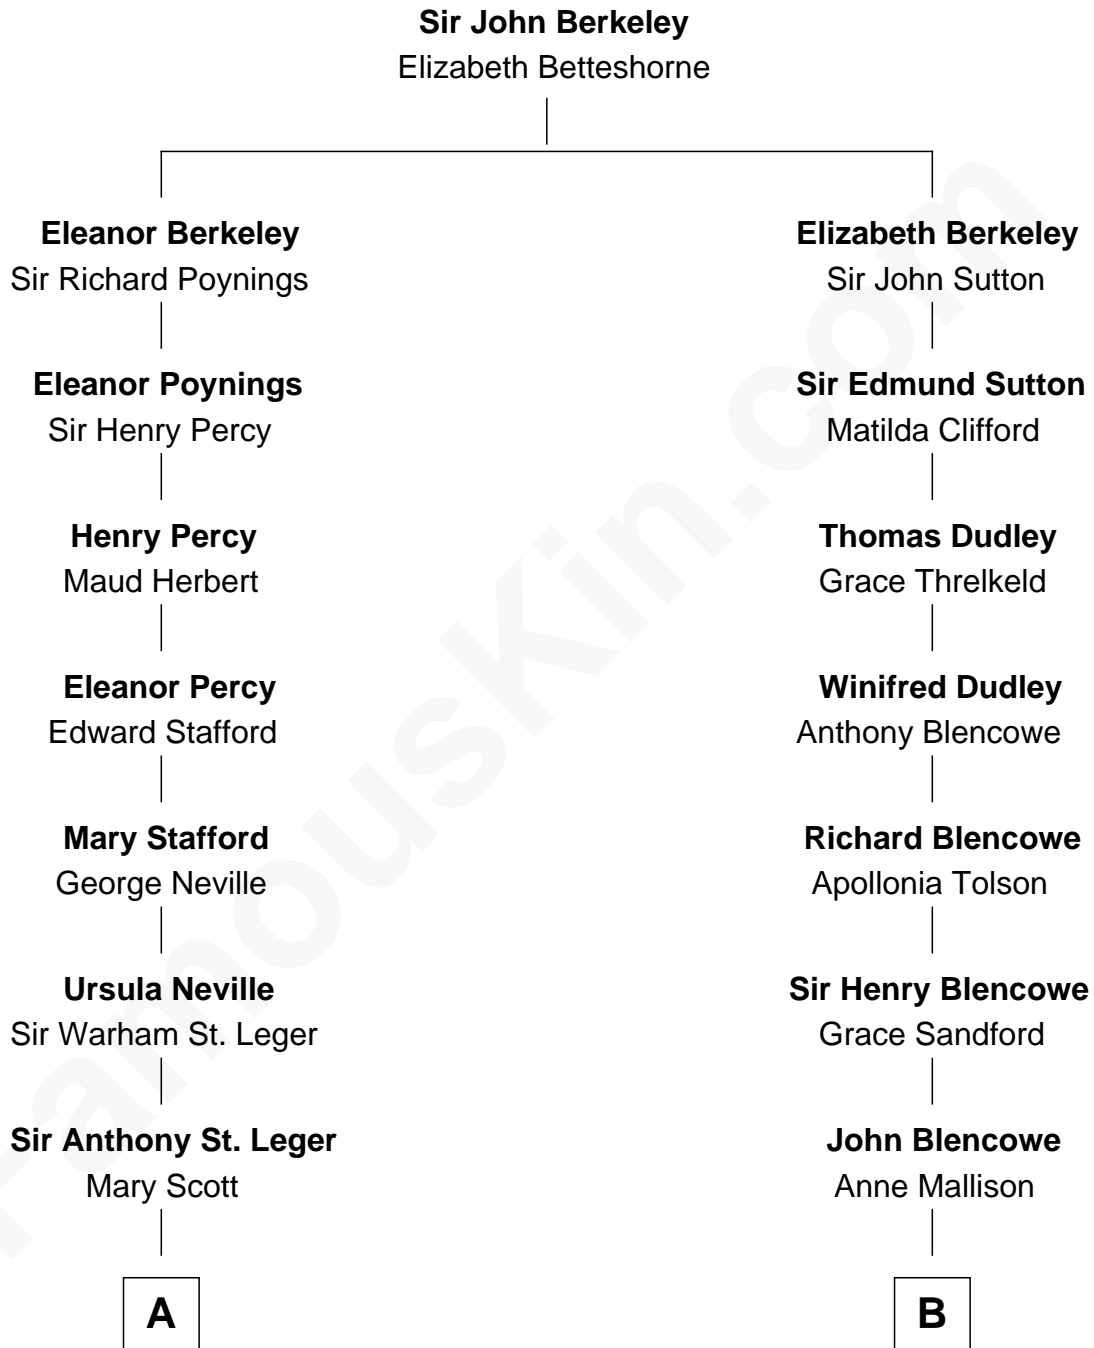 Sir John Berkeley
Elizabeth Betteshorne
Eleanor Berkeley
Sir Richard Poynings
Elizabeth Berkeley
Sir John Sutton
Eleanor Poynings
Sir Henry Percy
Sir Edmund Sutton
Matilda Clifford
Henry Percy
Maud Herbert
Thomas Dudley
Grace Threlkeld
Eleanor Percy
Edward Stafford
Winifred Dudley
Anthony Blencowe
Mary Stafford
George Neville
Richard Blencowe
Apollonia Tolson
Ursula Neville
Sir Warham St. Leger
Sir Henry Blencowe
Grace Sandford
Sir Anthony St. Leger
Mary Scott
John Blencowe
Anne Mallison
A
B
FamousKin.com